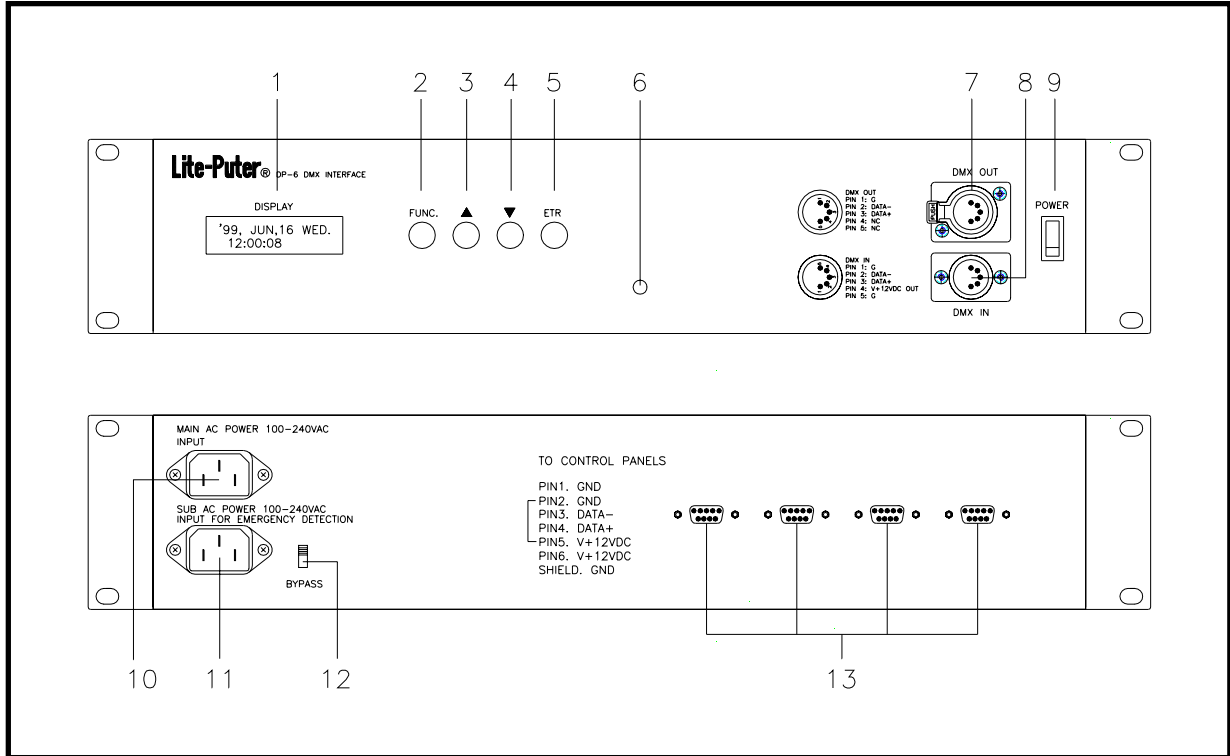 1 2 3 4 5 6 7 8 9
Lite-Puter® DP-6 DMX INTERFACE
DISPLAY
'99, JUN,16 WED.
12:00:08
FUNC. ▲ ▼ ETR
DMX OUT
PIN 1: G
PIN 2: DATA-
PIN 3: DATA+
PIN 4: NC
PIN 5: NC
DMX IN
PIN 1: G
PIN 2: DATA-
PIN 3: DATA+
PIN 4: V+12VDC OUT
PIN 5: G
DMX OUT
PUSH
DMX IN
POWER
MAIN AC POWER 100-240VAC
INPUT
SUB AC POWER 100-240VAC
INPUT FOR EMERGENCY DETECTION
BYPASS
TO CONTROL PANELS
PIN1. GND
PIN2. GND
PIN3. DATA-
PIN4. DATA+
PIN5. V+12VDC
PIN6. V+12VDC
SHIELD. GND
10 11 12 13